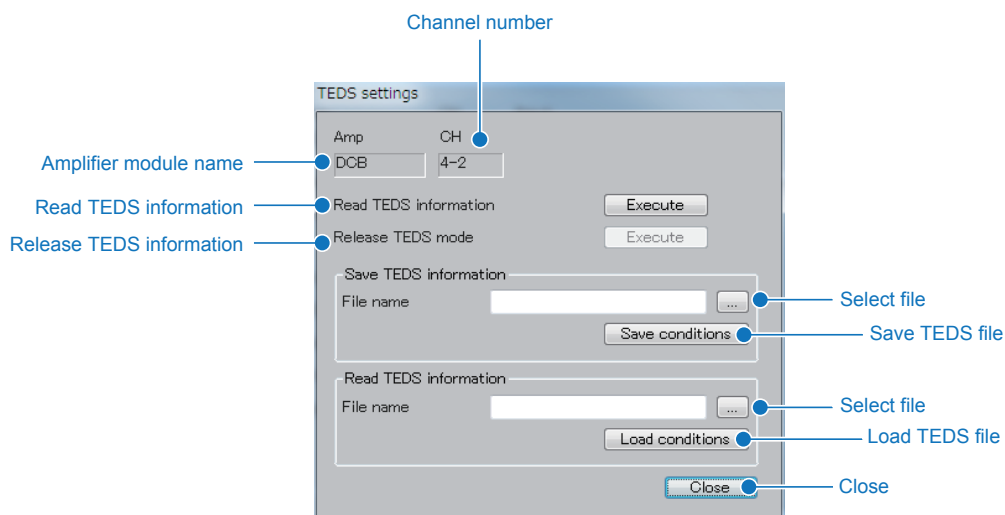 Channel number
TEDS settings
Amp CH
Amplifier module name DCB 4-2
Read TEDS information Read TEDS information Execute
Release TEDS information Release TEDS mode Execute
Save TEDS information
File name ... Select file
Save conditions Save TEDS file
Read TEDS information
File name ... Select file
Load conditions Load TEDS file
Close Close